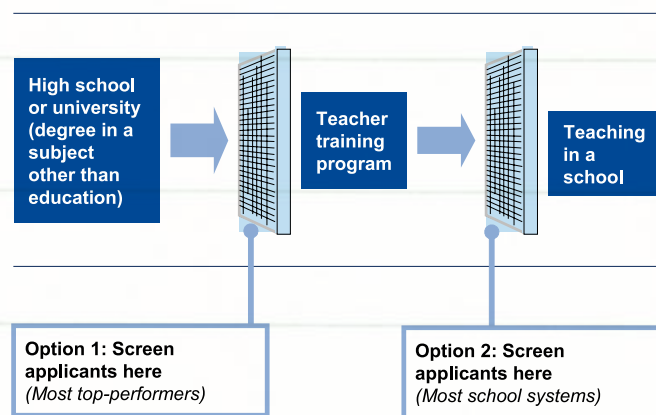 High school
or university
(degree in a
subject
other than
education)
Teacher
training
program
Teaching
in a
school
Option 1: Screen
applicants here
(Most top-performers)
Option 2: Screen
applicants here
(Most school systems)